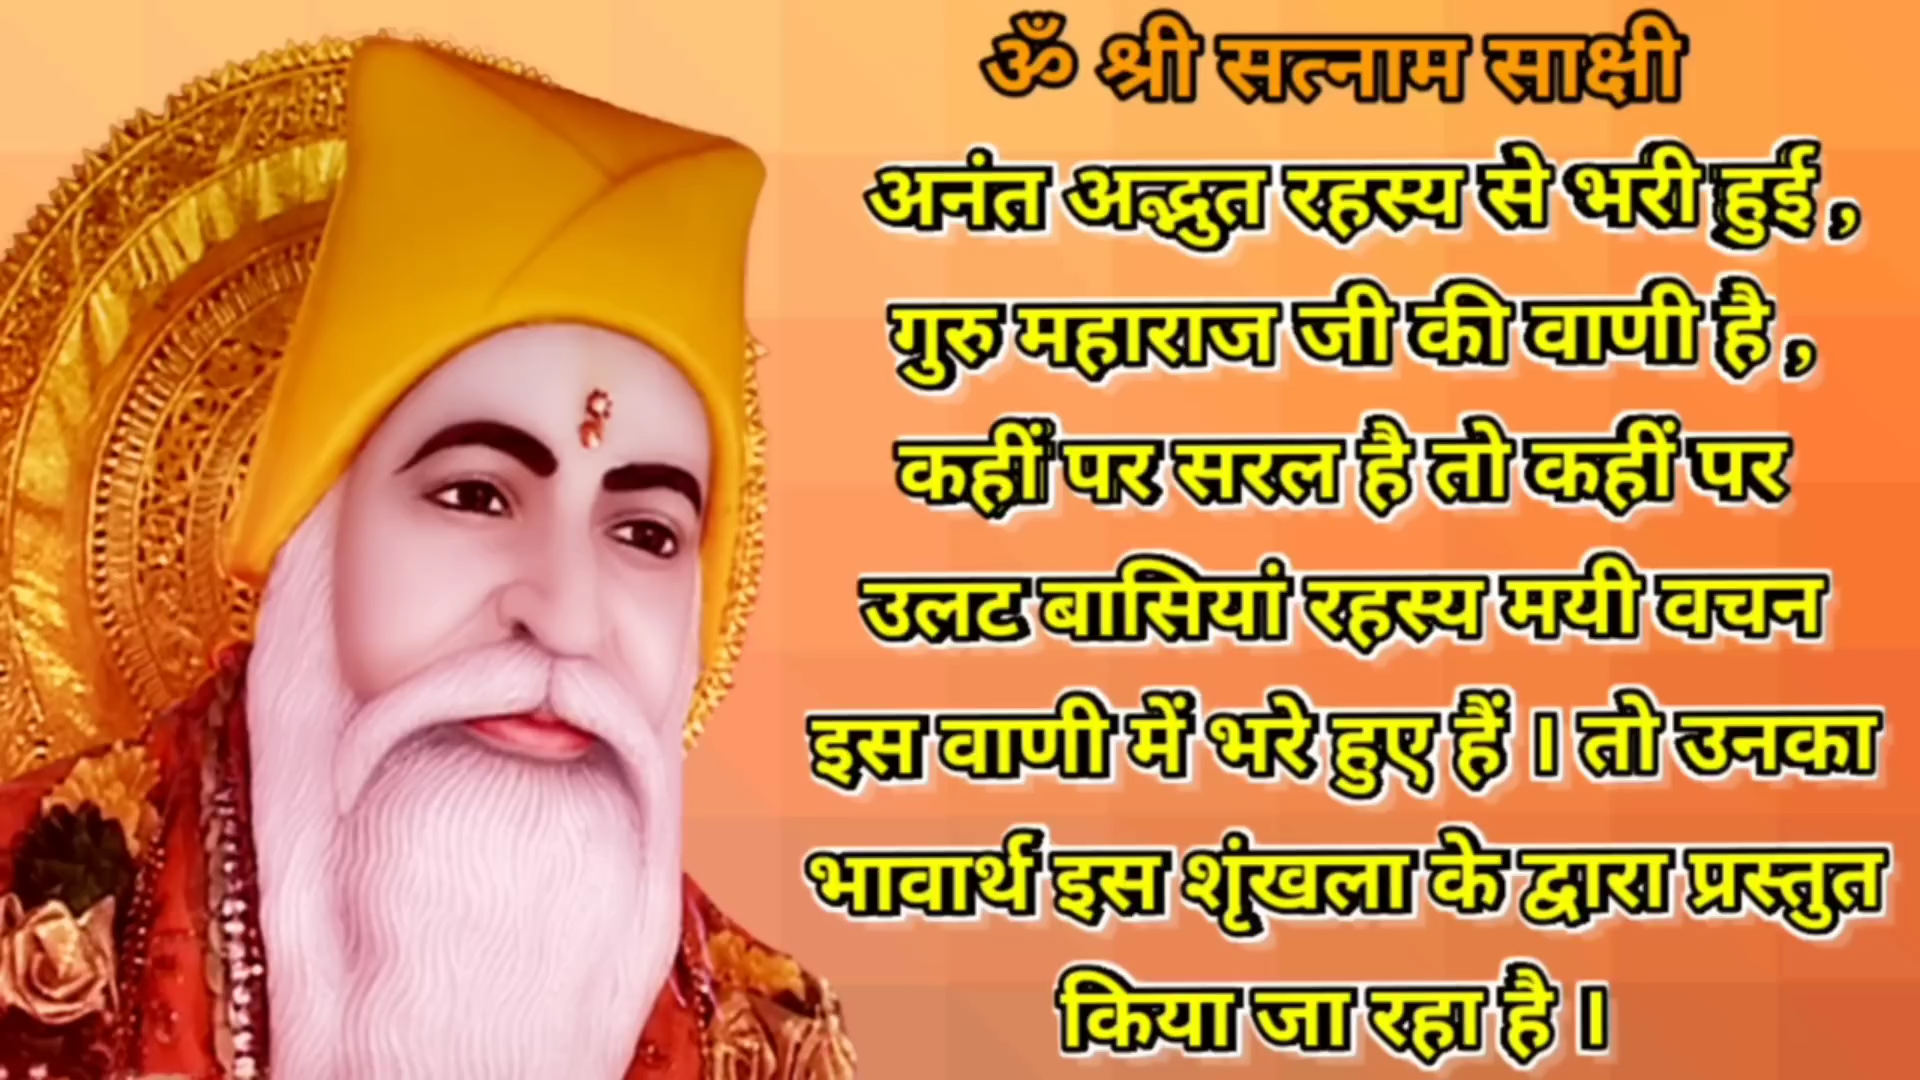 ॐ श्री सत्नाम साक्षी
अनंत अद्भुत रहस्य से भरी हुई ,
गुरु महाराज जी की वाणी है ,
कहीं पर सरल है तो कहीं पर
उलट बासियां रहस्य मयी वचन
इस वाणी में भरे हुए हैं । तो उनका
भावार्थ इस शृंखला के द्वारा प्रस्तुत
किया जा रहा है ।